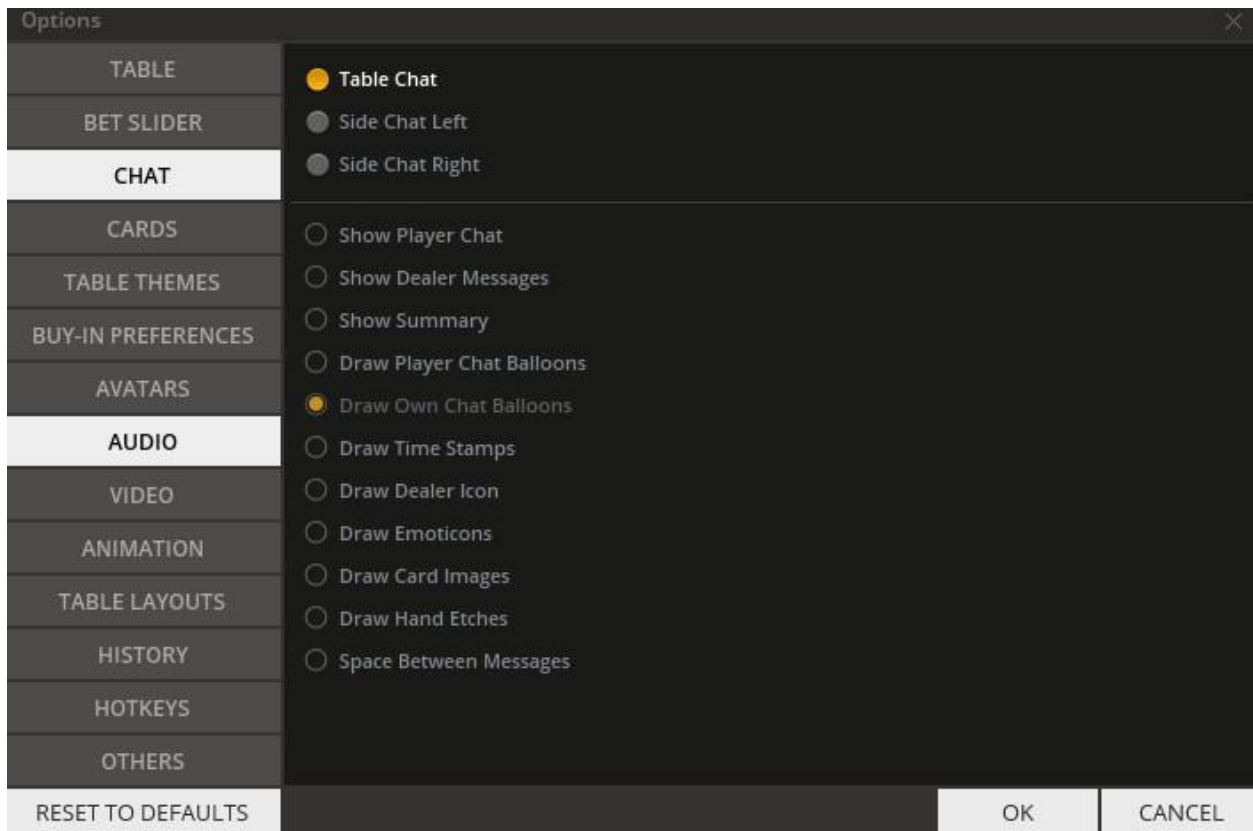 Options
TABLE
BET SLIDER
CHAT
CARDS
TABLE THEMES
BUY-IN PREFERENCES
AVATARS
AUDIO
VIDEO
ANIMATION
TABLE LAYOUTS
HISTORY
HOTKEYS
OTHERS
RESET TO DEFAULTS
Table Chat
Side Chat Left
Side Chat Right
Show Player Chat
Show Dealer Messages
Show Summary
Draw Player Chat Balloons
Draw Own Chat Balloons
Draw Time Stamps
Draw Dealer Icon
Draw Emoticons
Draw Card Images
Draw Hand Etches
Space Between Messages
OK
CANCEL